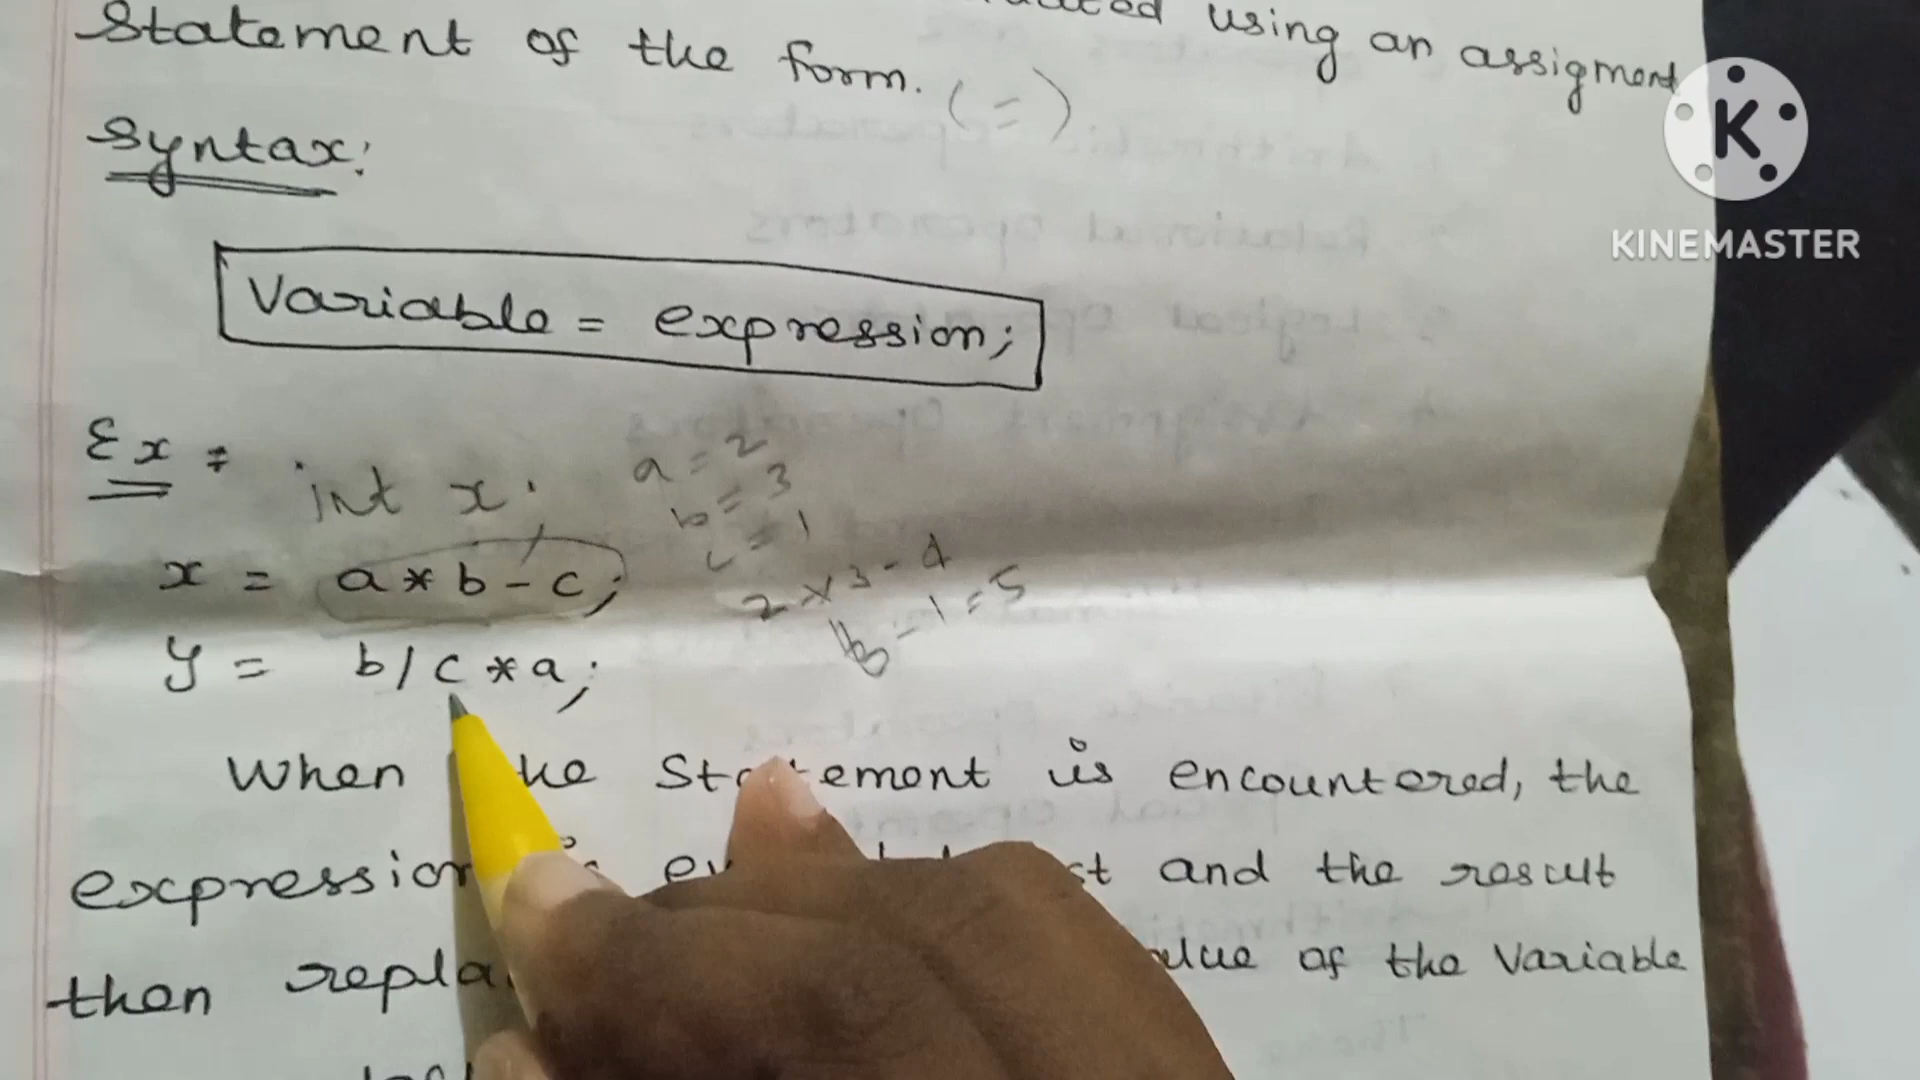 using an assigment
Statement of the form. (=)
Syntax:
Variable = expression;
Ex: int x;
a = 2
b = 3
c = 1
x = a * b - c;
2 x 3 - 1
6 - 1 = 5
y = b / c * a;
When the Statement is encountered, the
expression and the result
then of the Variable
KINEMASTER